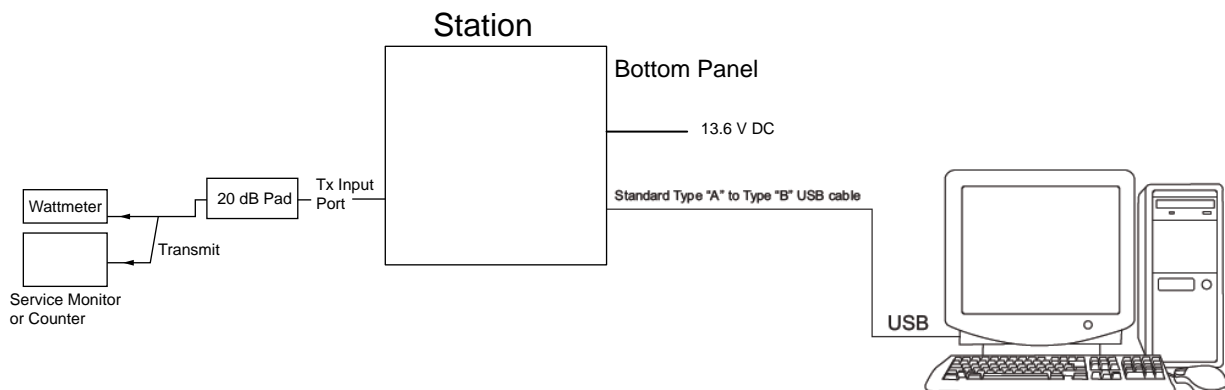 Station
Bottom Panel
13.6 V DC
Tx Input
Port
20 dB Pad
Wattmeter
Standard Type "A" to Type "B" USB cable
Transmit
Service Monitor
or Counter
USB